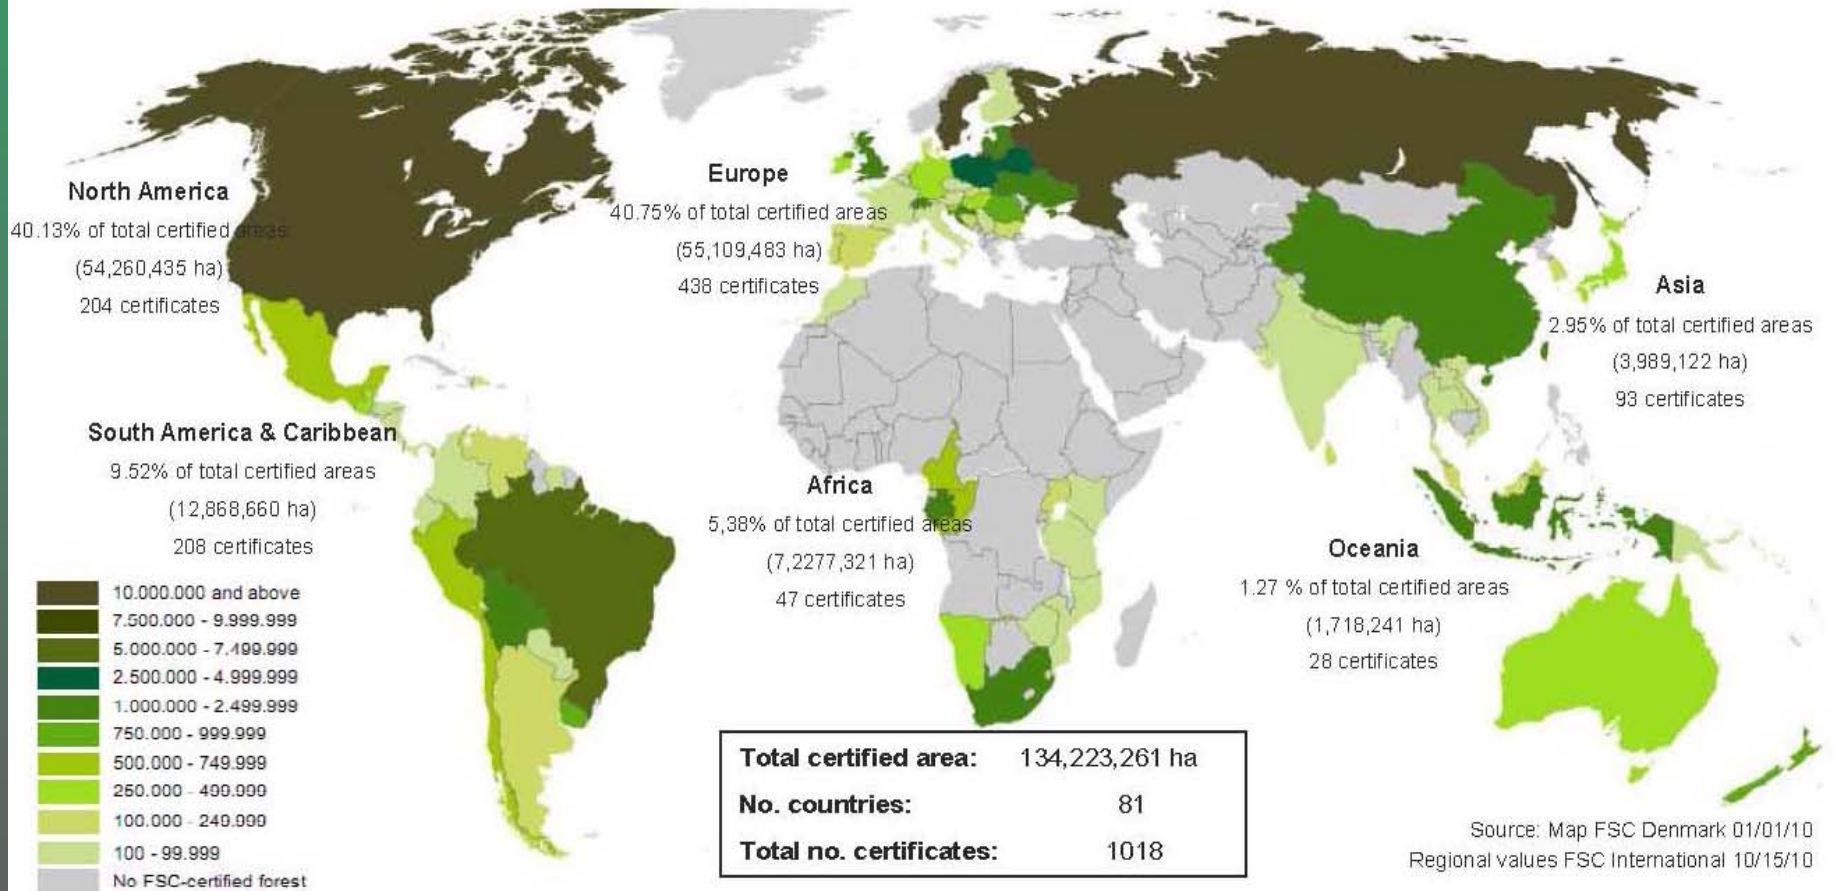 North America
40.13% of total certified areas
(54,260,435 ha)
204 certificates
Europe
40.75% of total certified areas
(55,109,483 ha)
438 certificates
Asia
2.95% of total certified areas
(3,989,122 ha)
93 certificates
South America & Caribbean
9.52% of total certified areas
(12,868,660 ha)
208 certificates
Africa
5,38% of total certified areas
(7,2277,321 ha)
47 certificates
Oceania
1.27 % of total certified areas
(1,718,241 ha)
28 certificates
10.000.000 and above
7.500.000 - 9.999.999
5.000.000 - 7.499.999
2.500.000 - 4.999.999
1.000.000 - 2.499.999
750.000 - 999.999
500.000 - 749.999
250.000 - 499.999
100.000 - 249.999
100 - 99.999
No FSC-certified forest
Total certified area: 134,223,261 ha
No. countries: 81
Total no. certificates: 1018
Source: Map FSC Denmark 01/01/10
Regional values FSC International 10/15/10